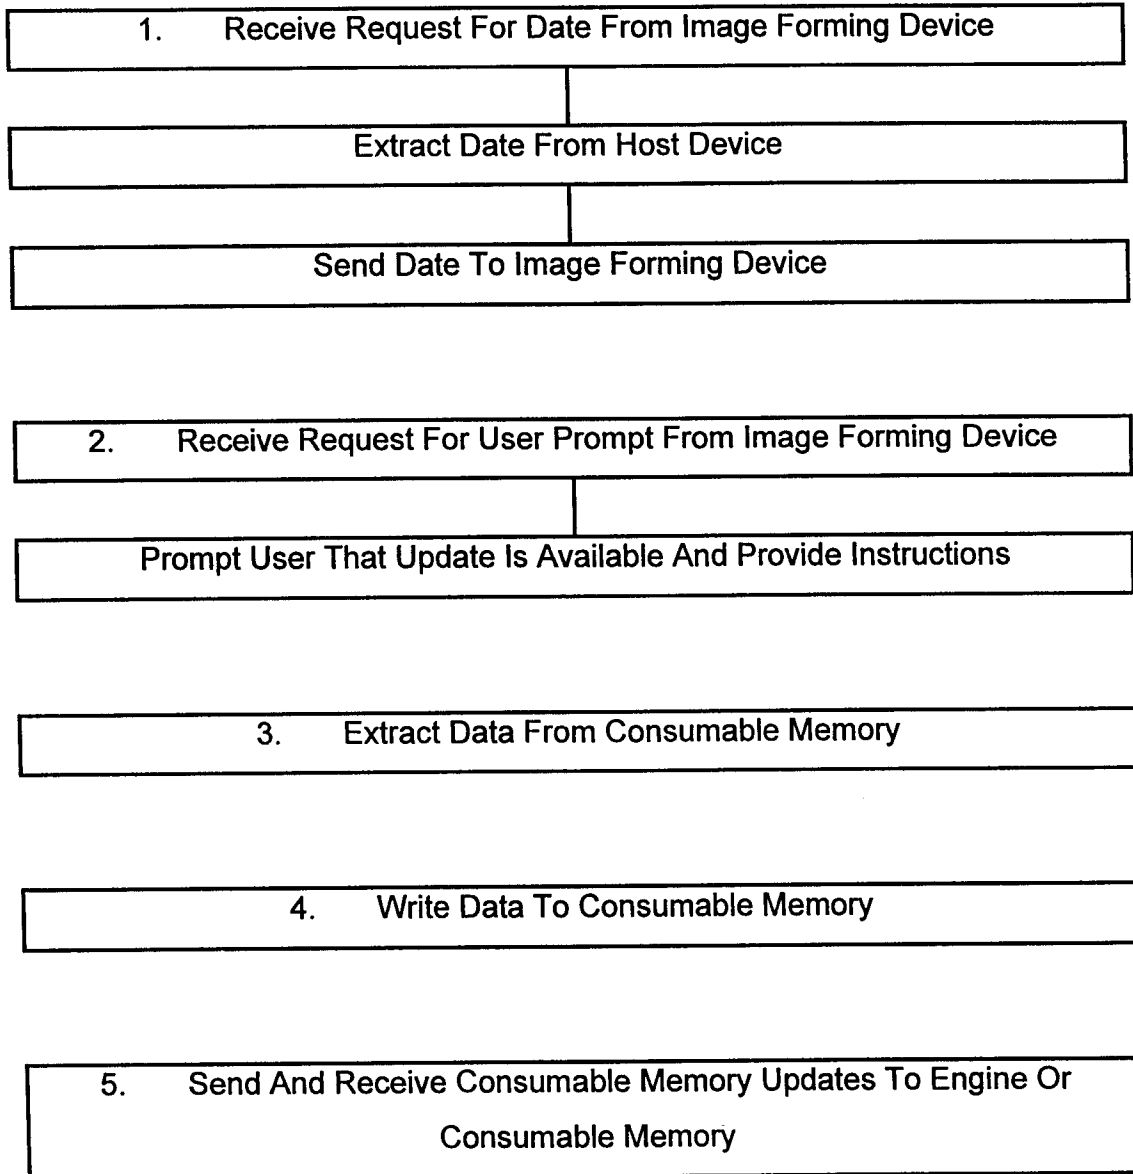 1. Receive Request For Date From Image Forming Device
Extract Date From Host Device
Send Date To Image Forming Device
2. Receive Request For User Prompt From Image Forming Device
Prompt User That Update Is Available And Provide Instructions
3. Extract Data From Consumable Memory
4. Write Data To Consumable Memory
5. Send And Receive Consumable Memory Updates To Engine Or
Consumable Memory